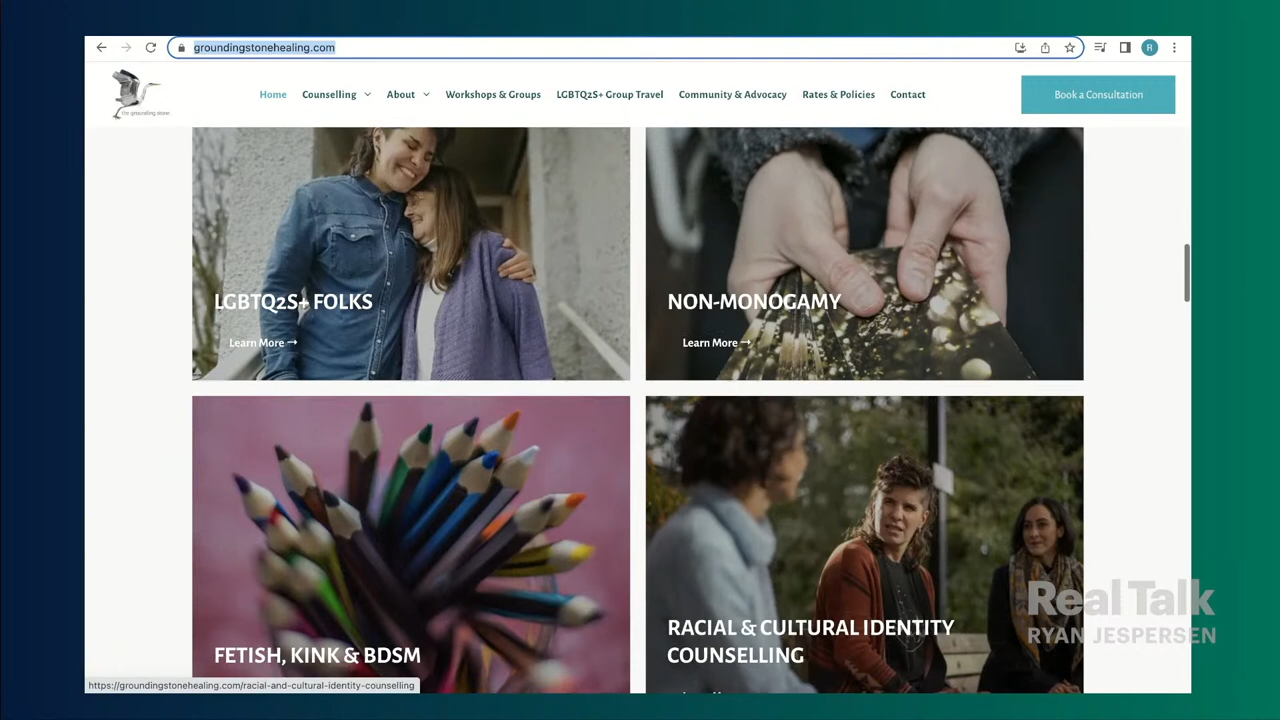 groundingstonehealing.com
R
the grounding stone
Home
Counselling
About
Workshops & Groups
LGBTQ2S+ Group Travel
Community & Advocacy
Rates & Policies
Contact
Book a Consultation
LGBTQ2S+ FOLKS
Learn More →
NON-MONOGAMY
Learn More →
FETISH, KINK & BDSM
RACIAL & CULTURAL IDENTITY
COUNSELLING
Real Talk
RYAN JESPERSEN
https://groundingstonehealing.com/racial-and-cultural-identity-counselling